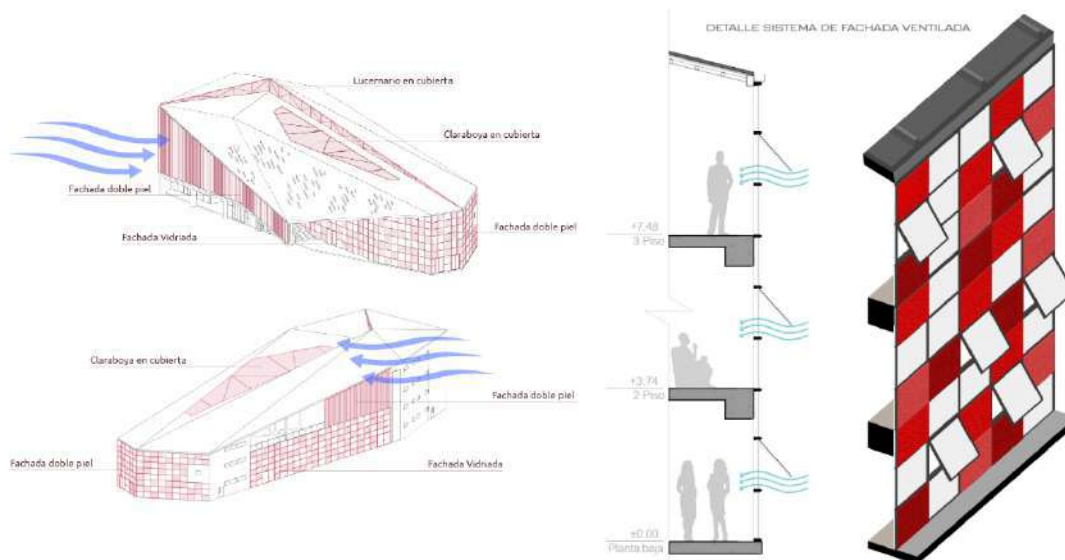 DETALLE SISTEMA DE FACHADA VENTILADA
Lucernario en cubierta
Claraboya en cubierta
Fachada doble piel
Fachada doble piel
Fachada Vidriada
Claraboya en cubierta
Fachada doble piel
Fachada doble piel
Fachada Vidriada
+7.48
3 Piso
+3.74
2 Piso
±0.00
Planta baja